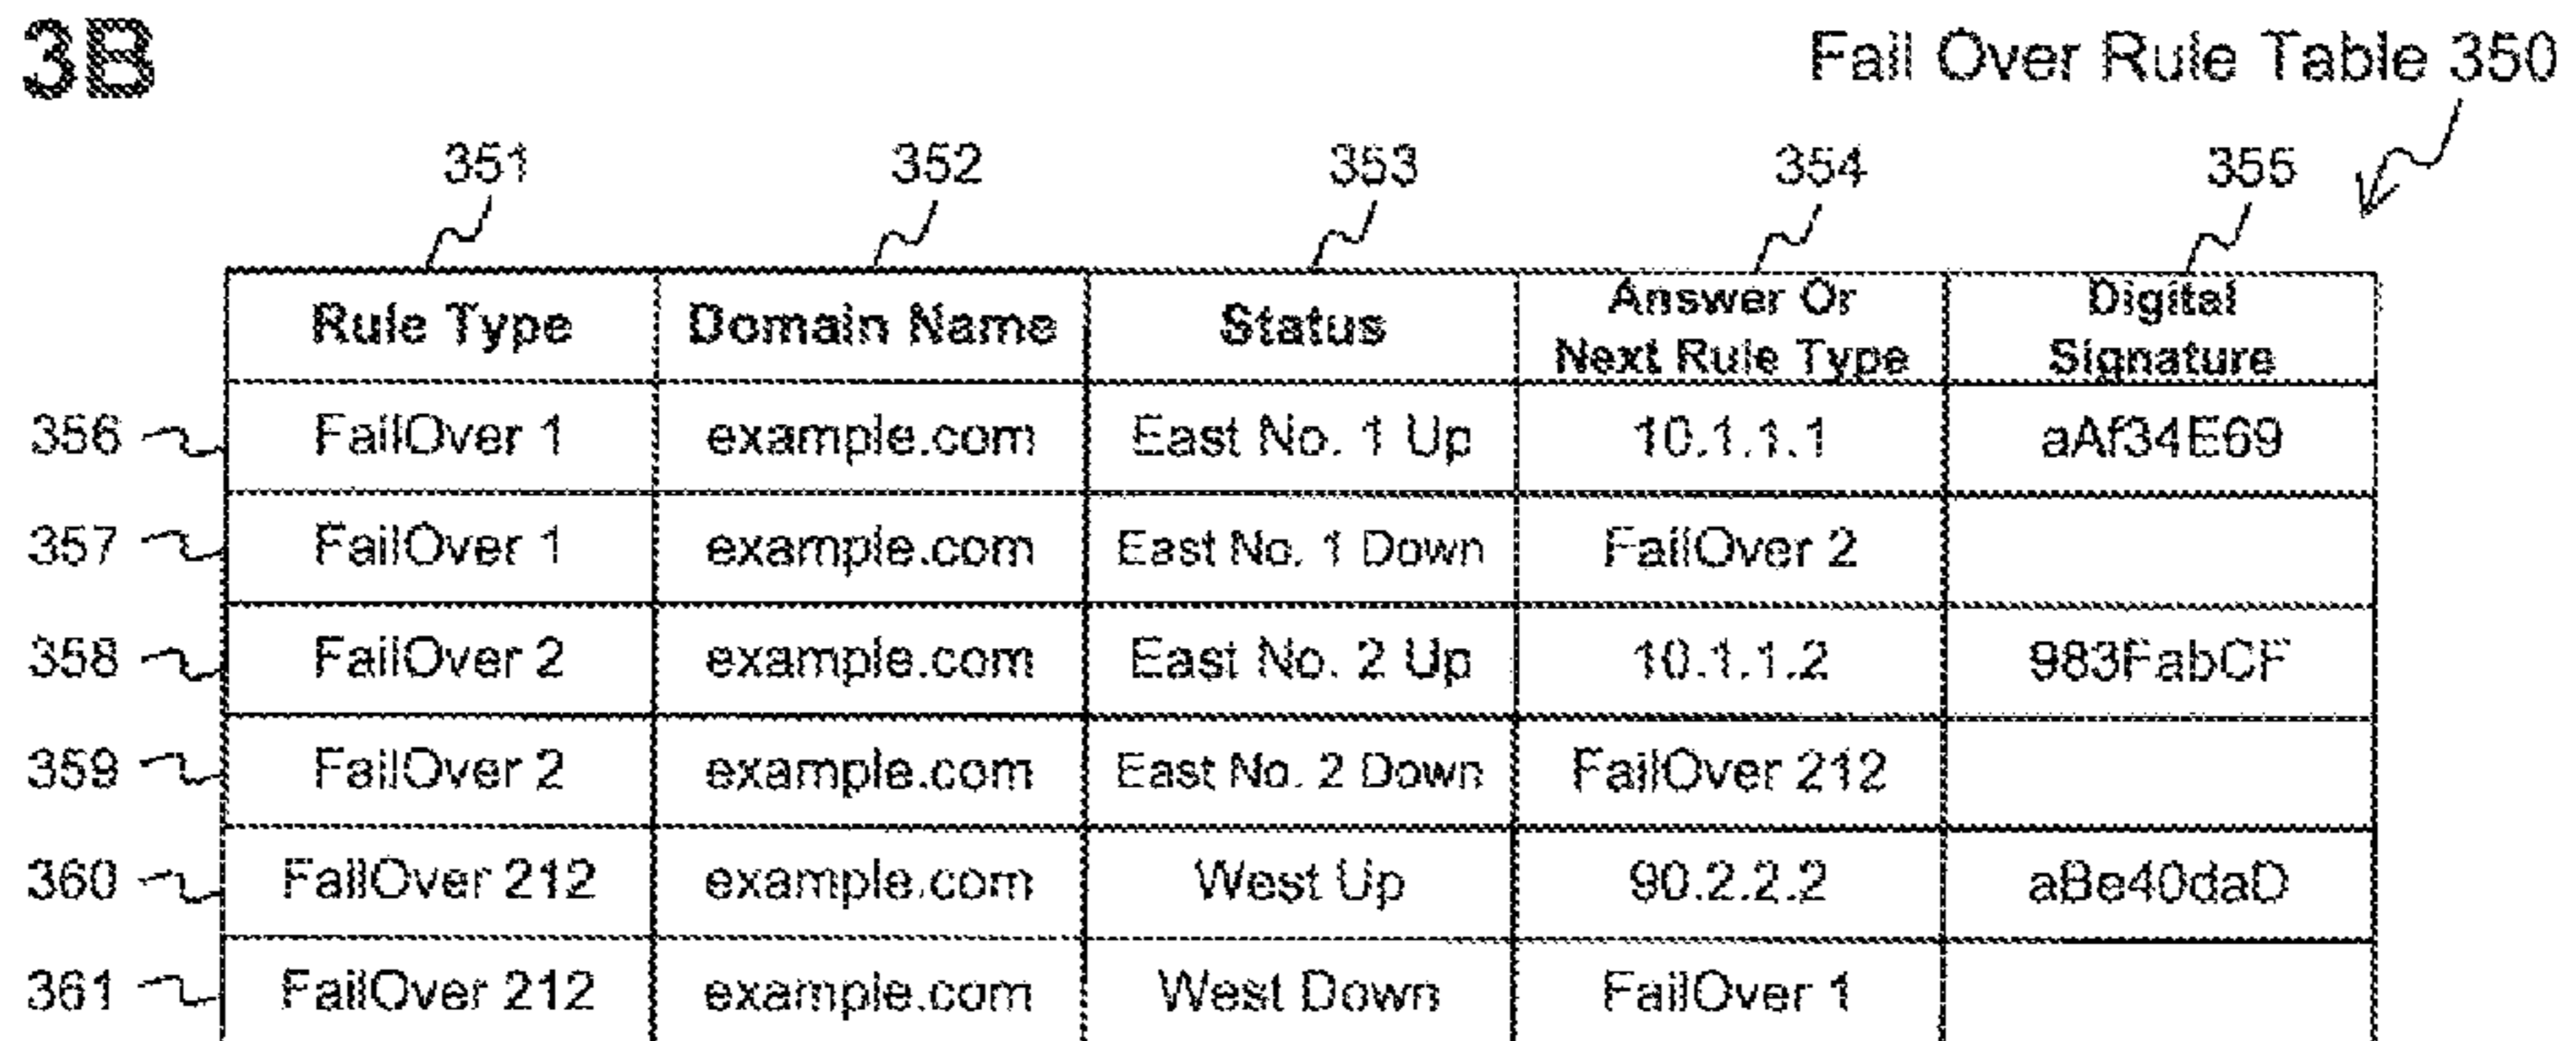 3B
Fail Over Rule Table 350
351 352 353 354 355
Rule Type Domain Name Status Answer Or Next Rule Type Digital Signature
356 FailOver 1 example.com East No. 1 Up 10.1.1.1 aAf34E69
357 FailOver 1 example.com East No. 1 Down FailOver 2
358 FailOver 2 example.com East No. 2 Up 10.1.1.2 983FabCF
359 FailOver 2 example.com East No. 2 Down FailOver 212
360 FailOver 212 example.com West Up 90.2.2.2 aBe40daD
361 FailOver 212 example.com West Down FailOver 1